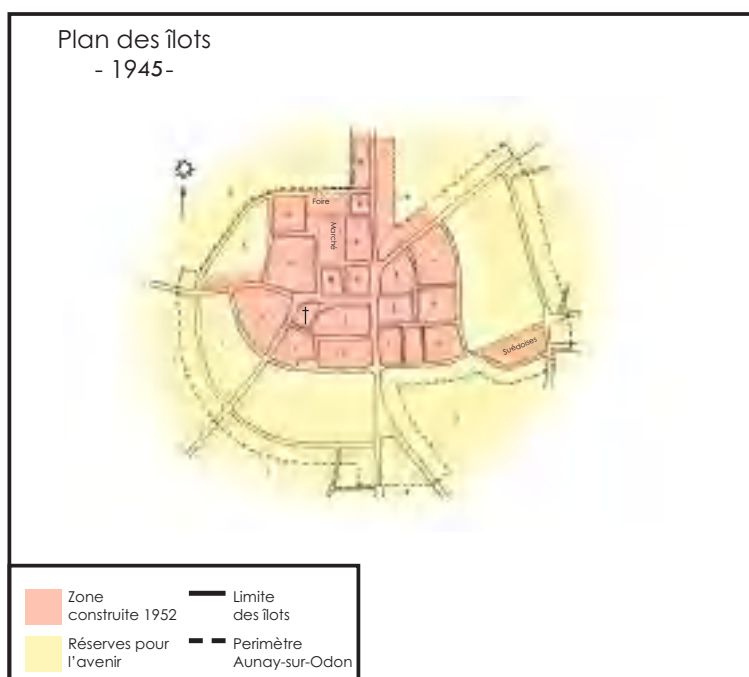 Plan des îlots
- 1945-
Foire
Marché
Suédoises
Zone
construite 1952
Limite
des îlots
Réserves pour
l'avenir
Perimètre
Aunay-sur-Odon